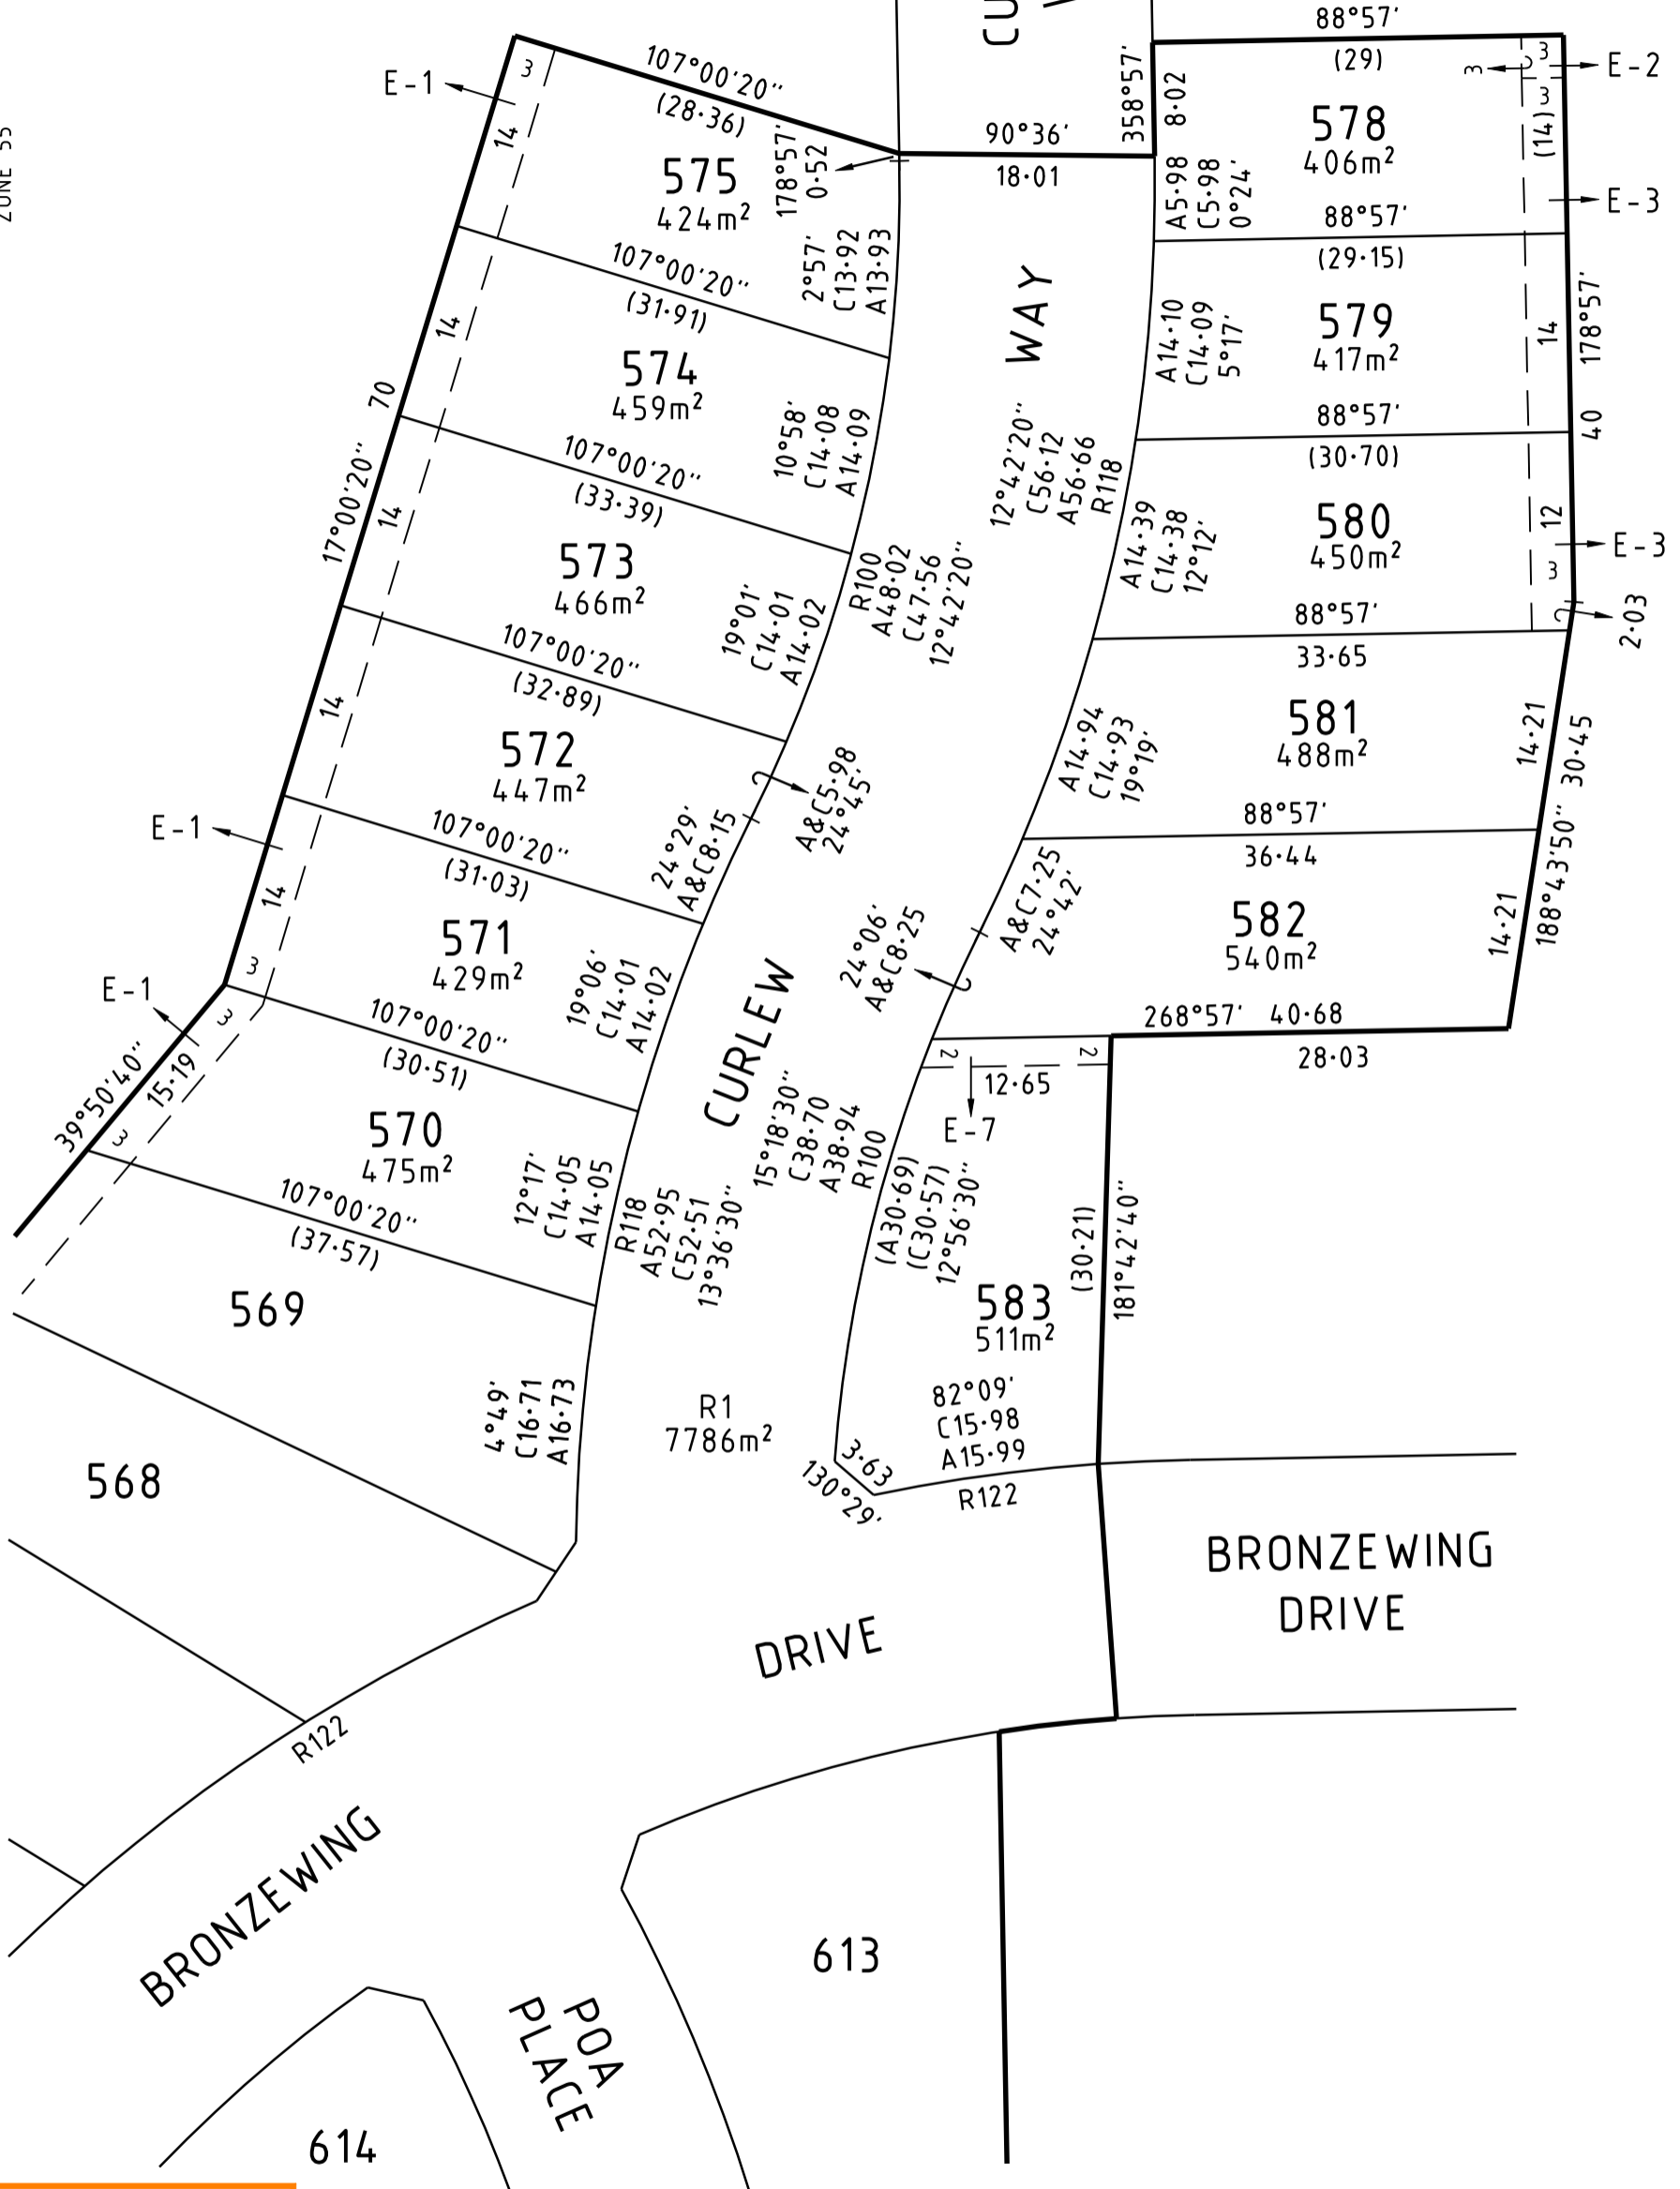 88°57'
(29)
3
3
E-2
3
578
406m²
(14)
358°57'
8·02
A5·98
C5·98
0°24'
88°57'
E-3
107°00'20"
(28·36)
3
E-1
14
575
424m²
178°57'
0·52
2°57'
C13·92
A13·93
90°36'
18·01
107°00'20"
(31·91)
14
574
459m²
10°58'
C14·08
A14·09
WAY
(29·15)
579
417m²
A14·10
C14·09
5°17'
14
178°57'
40
88°57'
70
17°00'20"
107°00'20"
(33·39)
14
573
466m²
19°01'
C14·01
A14·02
R100
A48·02
C47·56
12°42'20"
12°42'20"
C56·12
A56·66
R118
(30·70)
580
450m²
A14·39
C14·38
12°12'
12
E-3
3
2·03
88°57'
107°00'20"
(32·89)
14
572
447m²
24°29'
A&C8·15
A&C5·98
24°45'
33·65
581
488m²
A14·94
C14·93
19°19'
14·21
30·45
188°43'50"
88°57'
E-1
107°00'20"
(31·03)
14
571
429m²
3
19°06'
C14·01
A14·02
24°06'
A&C8·25
A&C7·25
24°42'
36·44
582
540m²
14·21
268°57' 40·68
28·03
E-1
3
107°00'20"
(30·51)
39°50'40"
15·19
3
570
475m²
12°17'
C14·05
A14·05
R118
A52·95
C52·51
13°36'30"
CURLEW
15°18'30"
C38·70
A38·94
R100
2
2
12·65
E-7
(A30·69)
(C30·57)
12°56'30"
(30·21)
181°42'40"
583
511m²
82°09'
C15·98
A15·99
3·63
130°29'
R122
107°00'20"
(37·57)
569
4°49'
C16·71
A16·73
R1
7786m²
568
BRONZEWING
DRIVE
DRIVE
R122
BRONZEWING
613
POA
PLACE
614
ZONE 55